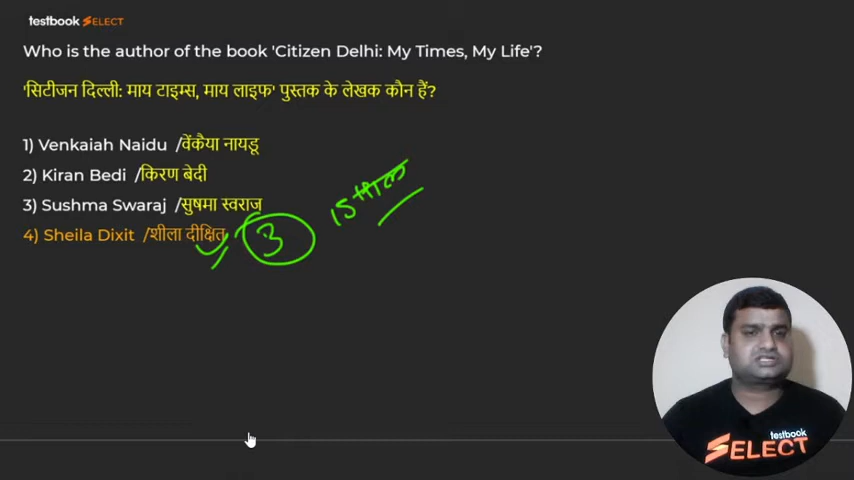 testbook SELECT
Who is the author of the book 'Citizen Delhi: My Times, My Life'?
'सिटीजन दिल्ली: माय टाइम्स, माय लाइफ' पुस्तक के लेखक कौन हैं?
1) Venkaiah Naidu /वेंकैया नायडू
2) Kiran Bedi /किरण बेदी
3) Sushma Swaraj /सुषमा स्वराज
4) Sheila Dixit /शीला दीक्षित
3
15 साल
testbook
SELECT